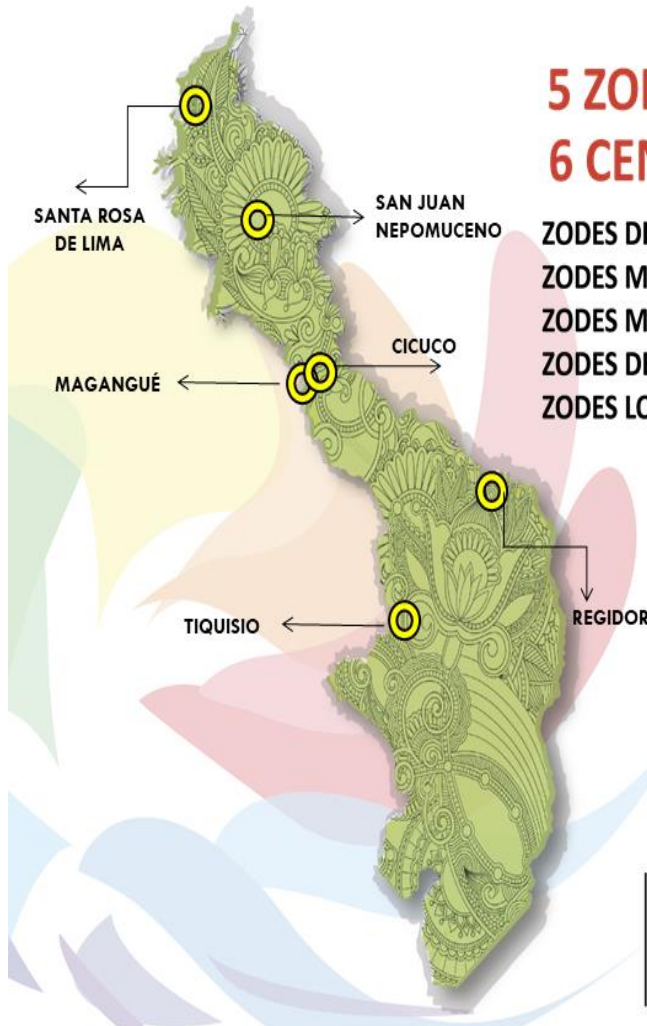 5 ZO
6 CEN
SANTA ROSA
DE LIMA
SAN JUAN
NEPOMUCENO
ZODES D
ZODES M
ZODES M
ZODES D
ZODES LO
CICUCO
MAGANGUÉ
TIQUISIO
REGIDOR